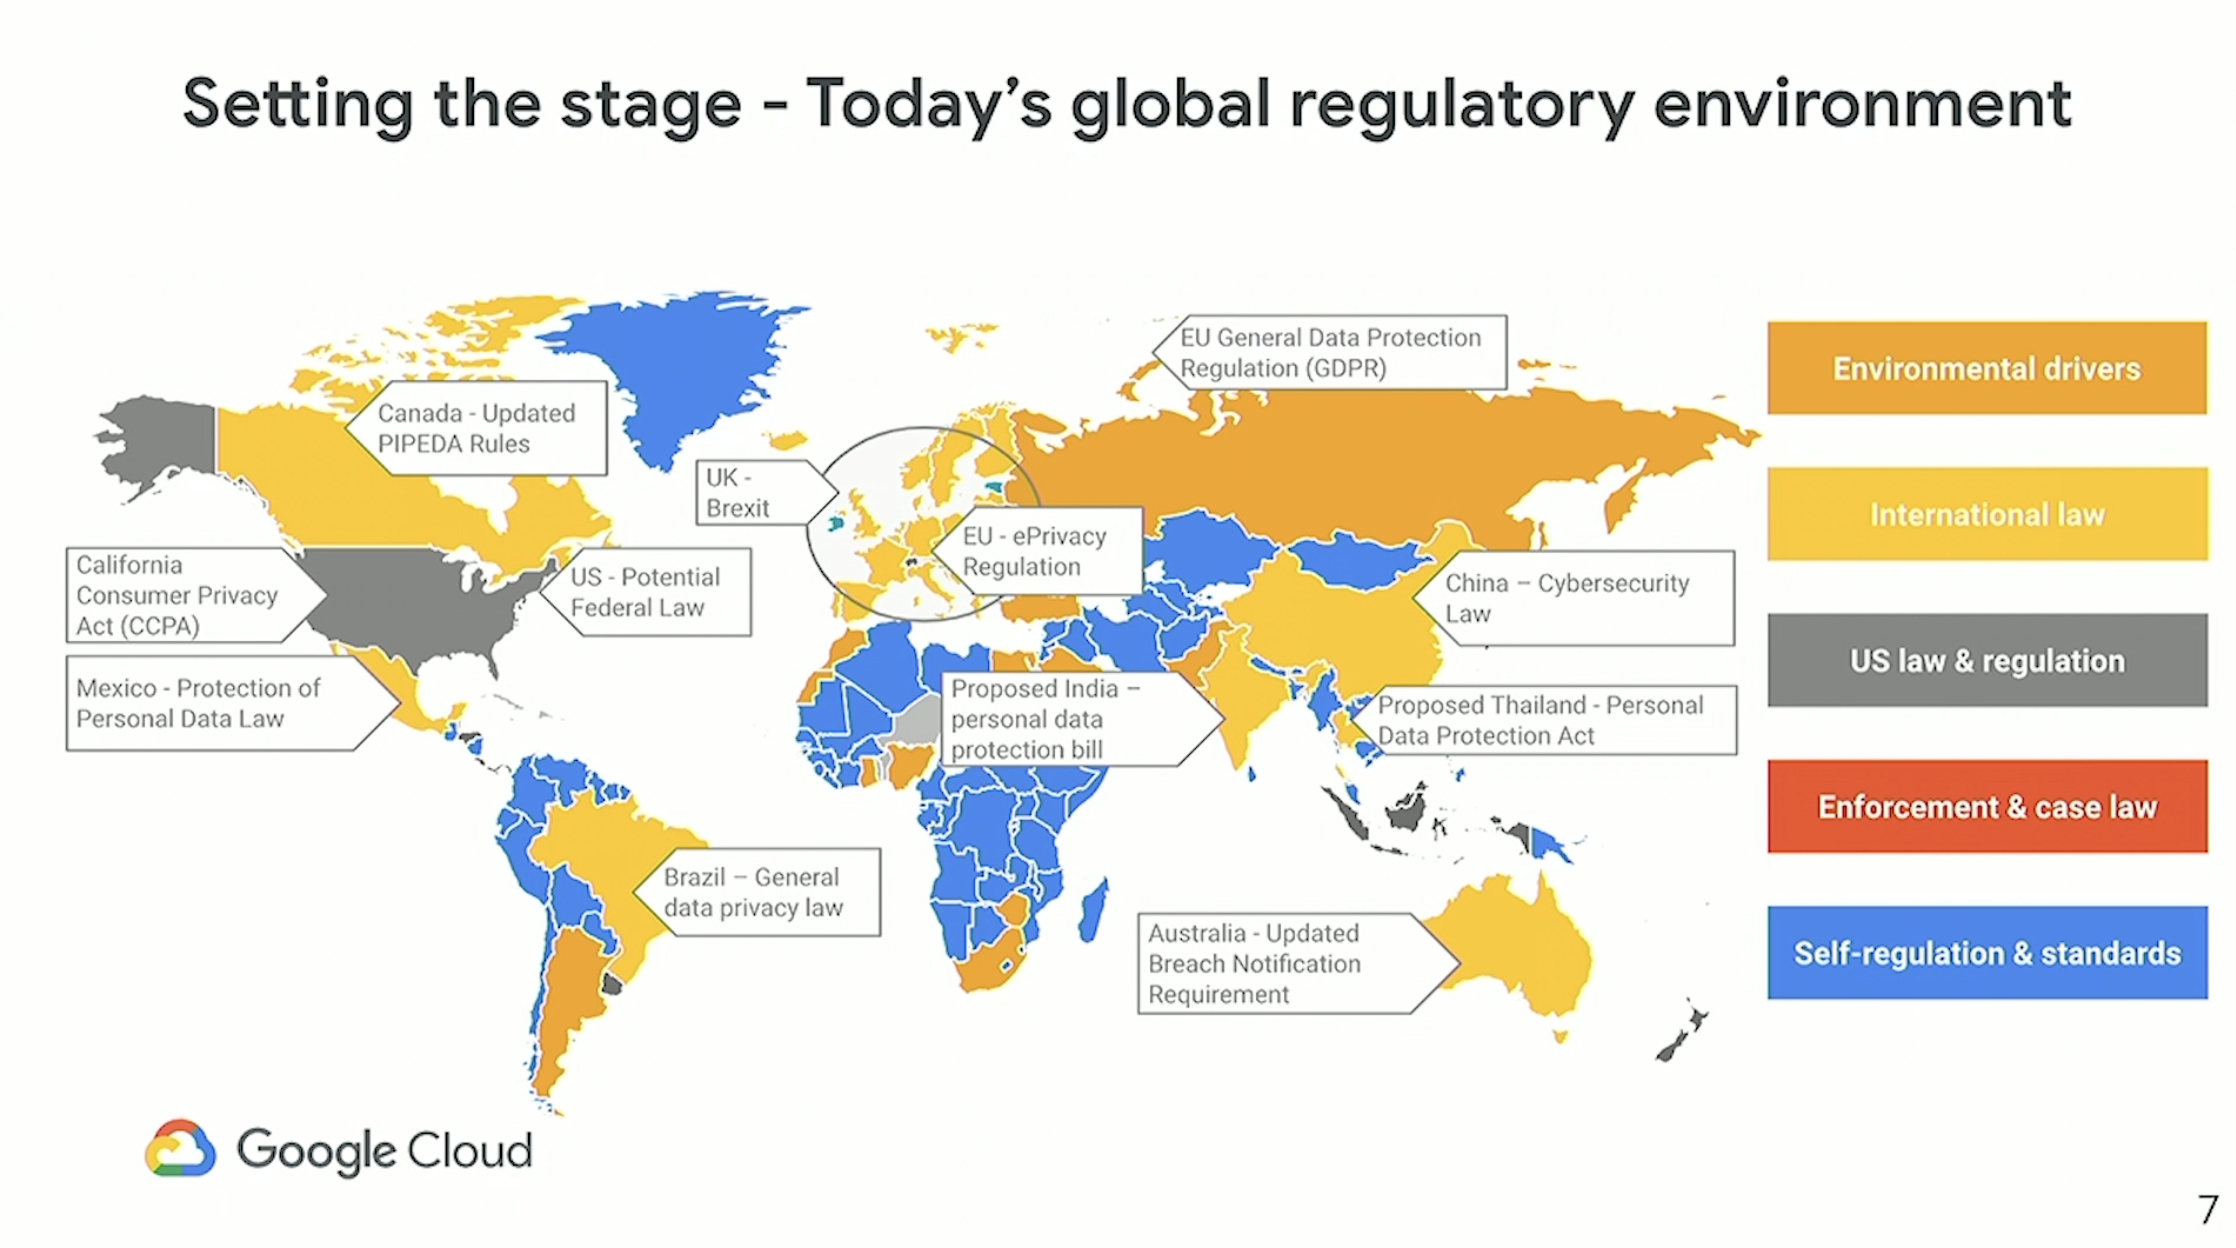 Setting the stage - Today's global regulatory environment
EU General Data Protection
Regulation (GDPR)
Canada - Updated
PIPEDA Rules
UK -
Brexit
EU - ePrivacy
Regulation
California
Consumer Privacy
Act (CCPA)
US - Potential
Federal Law
China – Cybersecurity
Law
Mexico - Protection of
Personal Data Law
Proposed India –
personal data
protection bill
Proposed Thailand - Personal
Data Protection Act
Brazil – General
data privacy law
Australia - Updated
Breach Notification
Requirement
Environmental drivers
International law
US law & regulation
Enforcement & case law
Self-regulation & standards
Google Cloud
7